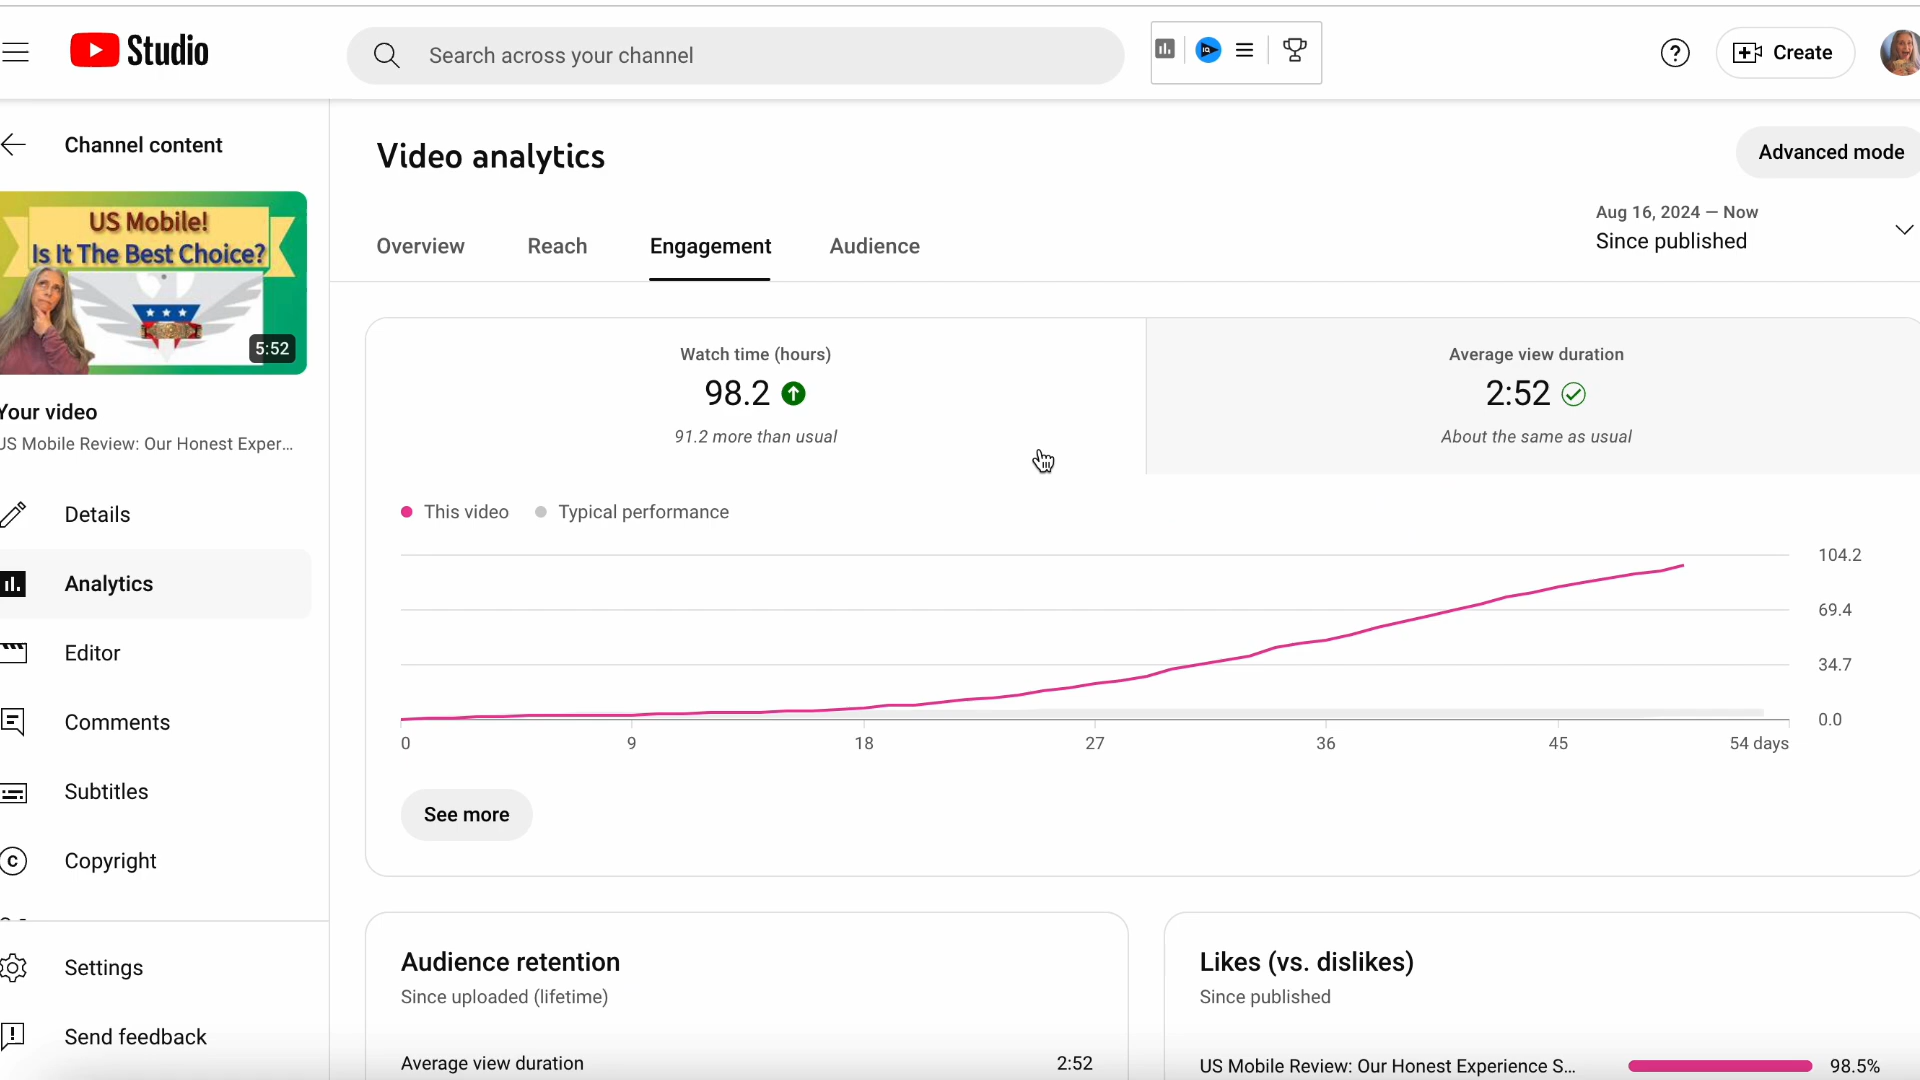 Studio
Search across your channel
IQ
Create
Channel content
US Mobile!
Is It The Best Choice?
5:52
Your video
US Mobile Review: Our Honest Exper...
Details
Analytics
Editor
Comments
Subtitles
Copyright
Settings
Send feedback
Video analytics
Advanced mode
Overview
Reach
Engagement
Audience
Aug 16, 2024 – Now
Since published
Watch time (hours)
98.2
91.2 more than usual
Average view duration
2:52
About the same as usual
This video
Typical performance
104.2
69.4
34.7
0.0
0 9 18 27 36 45 54 days
See more
Audience retention
Since uploaded (lifetime)
Average view duration 2:52
Likes (vs. dislikes)
Since published
US Mobile Review: Our Honest Experience S... 98.5%